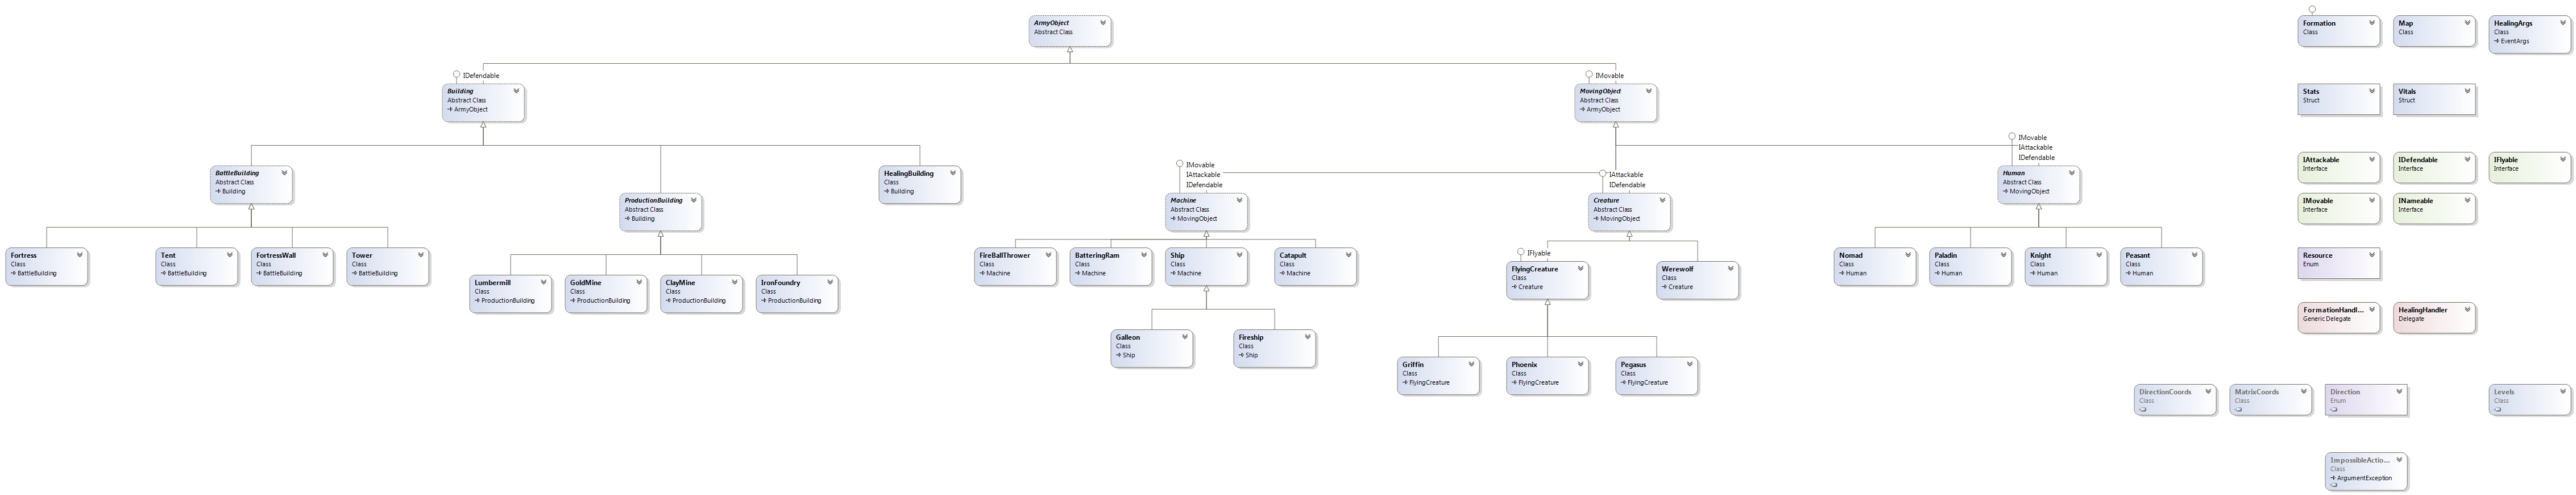 ArmyObject
Abstract Class
IDefendable
Building
Abstract Class
ArmyObject
IMovable
MovingObject
Abstract Class
ArmyObject
BattleBuilding
Abstract Class
Building
ProductionBuilding
Abstract Class
Building
HealingBuilding
Class
Building
IMovable
IAttackable
IDefendable
Machine
Abstract Class
MovingObject
IAttackable
IDefendable
Creature
Abstract Class
MovingObject
IMovable
IAttackable
IDefendable
Human
Abstract Class
MovingObject
Fortress
Class
BattleBuilding
Tent
Class
BattleBuilding
FortressWall
Class
BattleBuilding
Tower
Class
BattleBuilding
Lumbermill
Class
ProductionBuilding
GoldMine
Class
ProductionBuilding
ClayMine
Class
ProductionBuilding
IronFoundry
Class
ProductionBuilding
FireBallThrower
Class
Machine
BatteringRam
Class
Machine
Ship
Class
Machine
Catapult
Class
Machine
Galleon
Class
Ship
Fireship
Class
Ship
IFlyable
FlyingCreature
Class
Creature
Werewolf
Class
Creature
Griffin
Class
FlyingCreature
Phoenix
Class
FlyingCreature
Pegasus
Class
FlyingCreature
Nomad
Class
Human
Paladin
Class
Human
Knight
Class
Human
Peasant
Class
Human
Formation
Class
Map
Class
HealingArgs
Class
EventArgs
Stats
Struct
Vitals
Struct
IAttackable
Interface
IDefendable
Interface
IFlyable
Interface
IMovable
Interface
INameable
Interface
Resource
Enum
FormationHandl...
Generic Delegate
HealingHandler
Delegate
DirectionCoords
Class
MatrixCoords
Class
Direction
Enum
Levels
Class
ImpossibleActio...
Class
ArgumentException